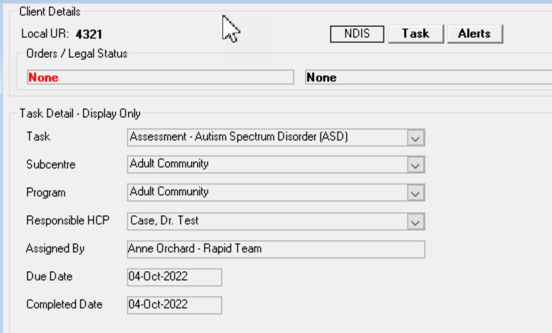 Client Details
Local UR: 4321 NDIS Task Alerts
Orders / Legal Status
None None
Task Detail - Display Only
Task Assessment - Autism Spectrum Disorder (ASD)
Subcentre Adult Community
Program Adult Community
Responsible HCP Case, Dr. Test
Assigned By Anne Orchard - Rapid Team
Due Date 04-Oct-2022
Completed Date 04-Oct-2022